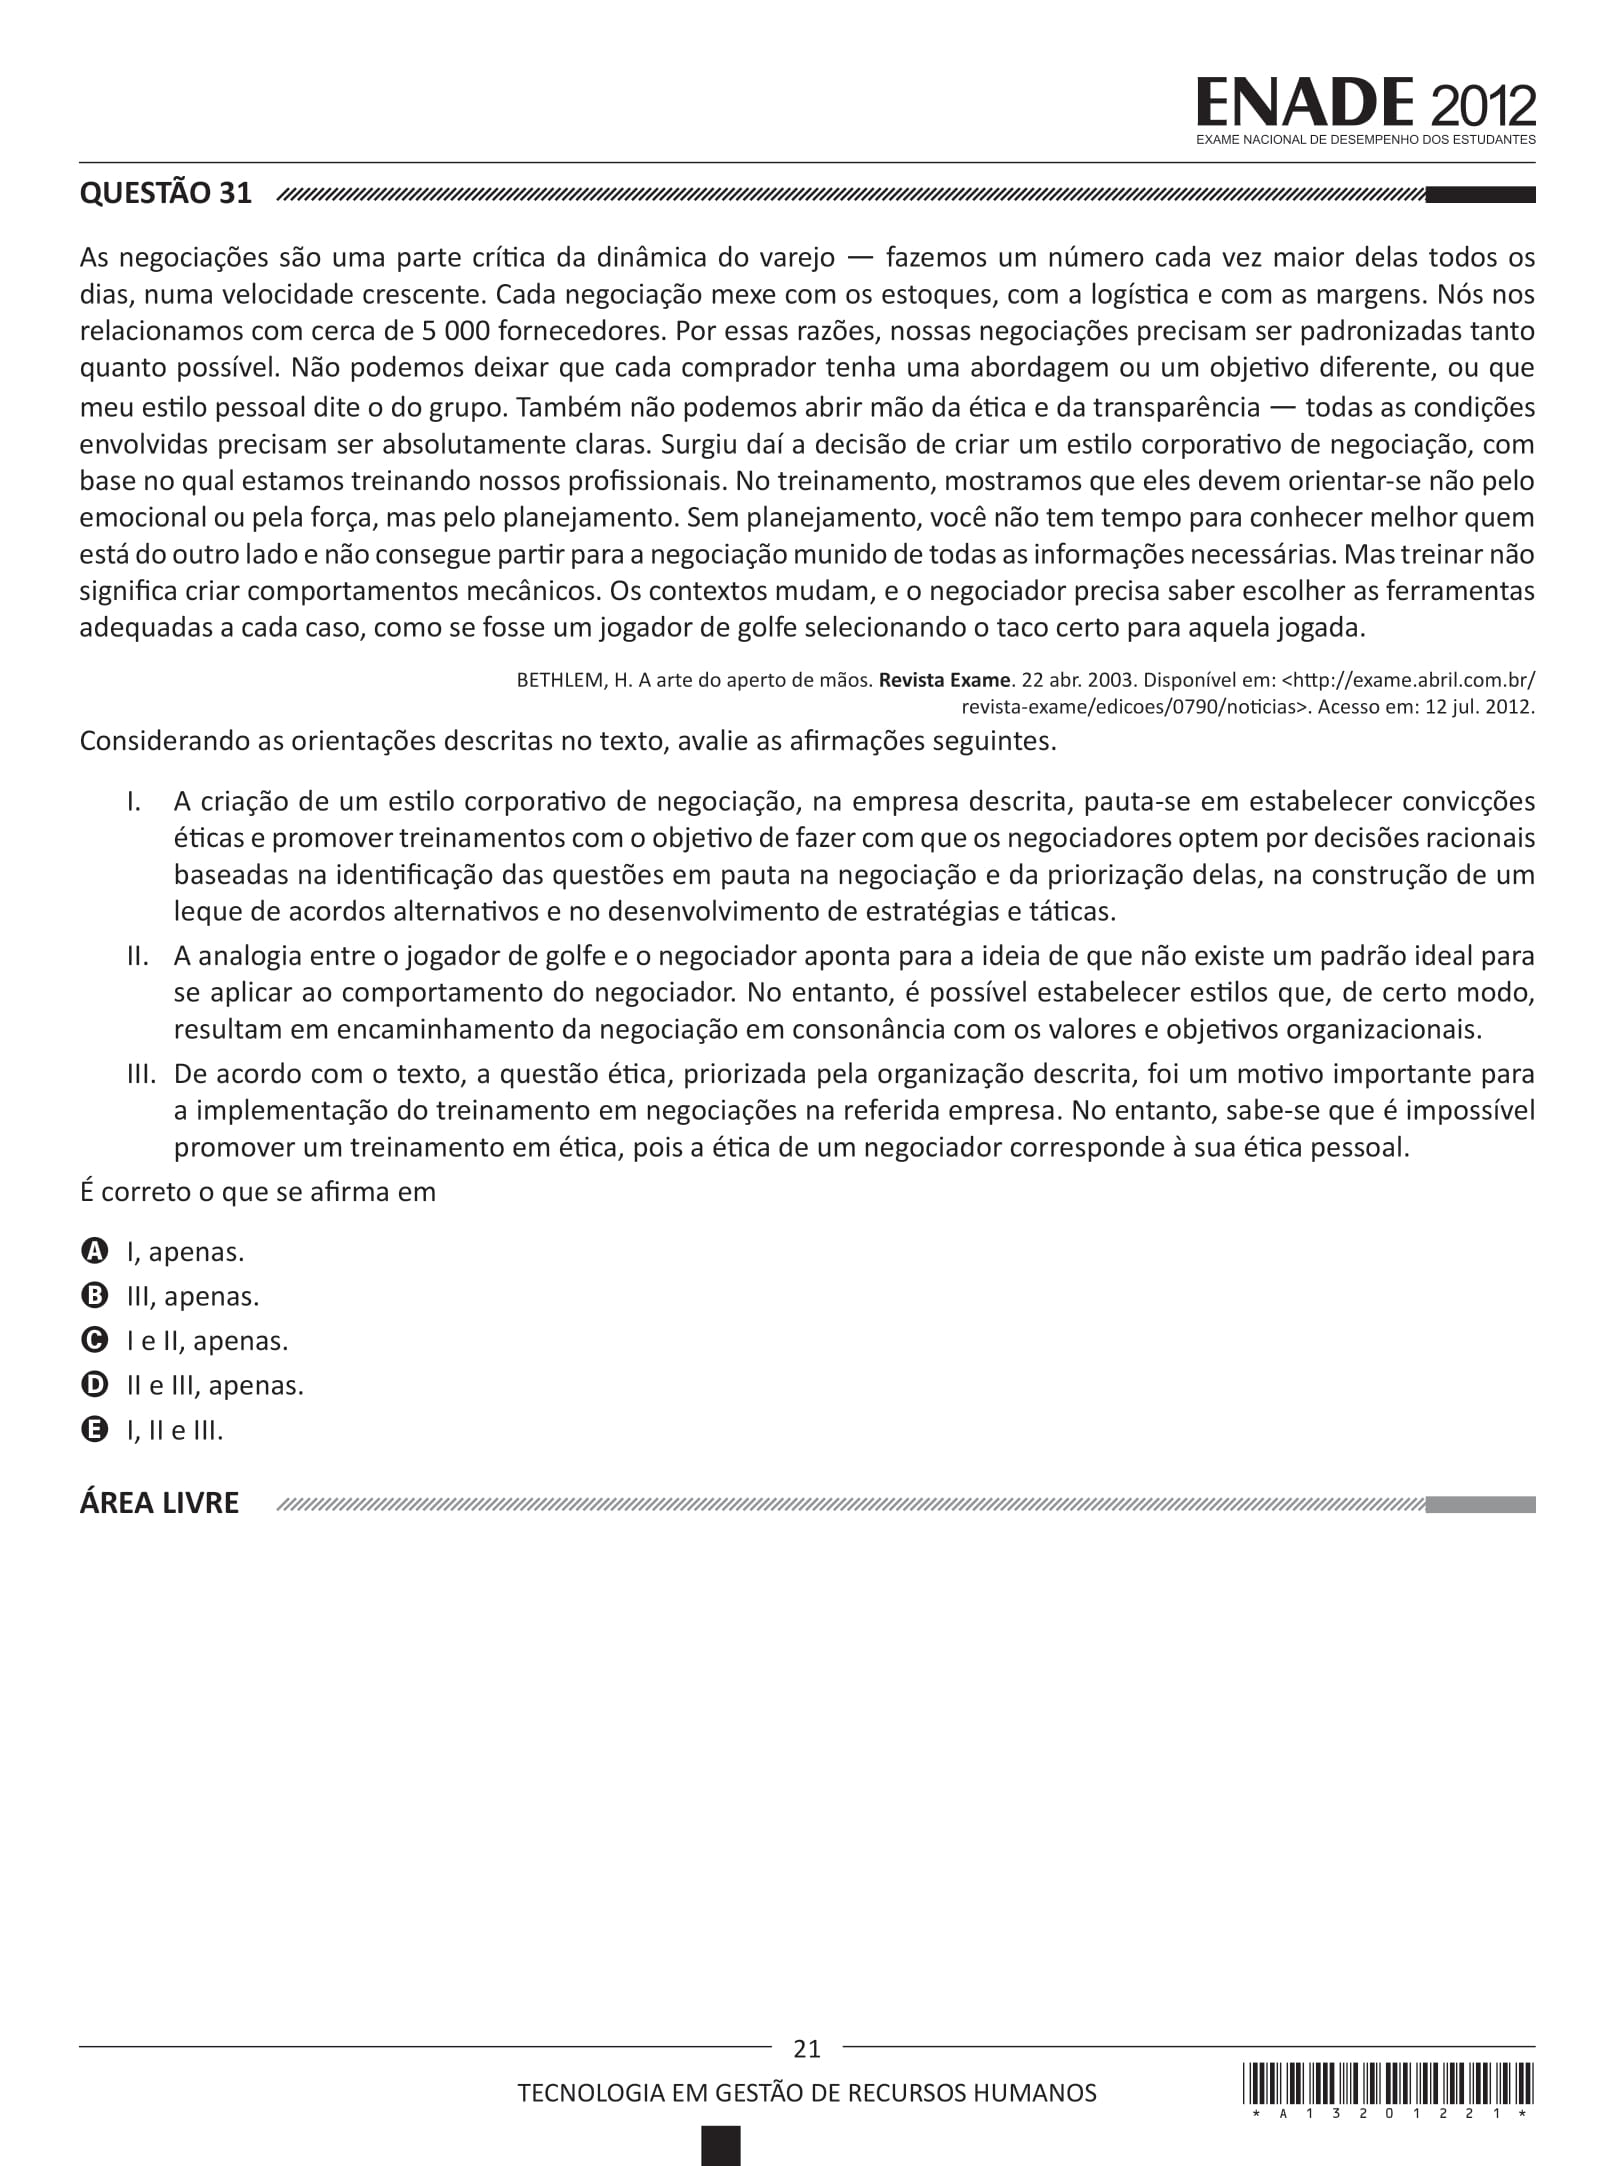 ENADE 2012
EXAME NACIONAL DE DESEMPENHO DOS ESTUDANTES
QUESTÃO 31
As negociações são uma parte crítica da dinâmica do varejo — fazemos um número cada vez maior delas todos os
dias, numa velocidade crescente. Cada negociação mexe com os estoques, com a logística e com as margens. Nós nos
relacionamos com cerca de 5 000 fornecedores. Por essas razões, nossas negociações precisam ser padronizadas tanto
quanto possível. Não podemos deixar que cada comprador tenha uma abordagem ou um objetivo diferente, ou que
meu estilo pessoal dite o do grupo. Também não podemos abrir mão da ética e da transparência — todas as condições
envolvidas precisam ser absolutamente claras. Surgiu daí a decisão de criar um estilo corporativo de negociação, com
base no qual estamos treinando nossos profissionais. No treinamento, mostramos que eles devem orientar-se não pelo
emocional ou pela força, mas pelo planejamento. Sem planejamento, você não tem tempo para conhecer melhor quem
está do outro lado e não consegue partir para a negociação munido de todas as informações necessárias. Mas treinar não
significa criar comportamentos mecânicos. Os contextos mudam, e o negociador precisa saber escolher as ferramentas
adequadas a cada caso, como se fosse um jogador de golfe selecionando o taco certo para aquela jogada.
BETHLEM, H. A arte do aperto de mãos. Revista Exame. 22 abr. 2003. Disponível em: <http://exame.abril.com.br/
revista-exame/edicoes/0790/noticias>. Acesso em: 12 jul. 2012.
Considerando as orientações descritas no texto, avalie as afirmações seguintes.
I. A criação de um estilo corporativo de negociação, na empresa descrita, pauta-se em estabelecer convicções
éticas e promover treinamentos com o objetivo de fazer com que os negociadores optem por decisões racionais
baseadas na identificação das questões em pauta na negociação e da priorização delas, na construção de um
leque de acordos alternativos e no desenvolvimento de estratégias e táticas.
II. A analogia entre o jogador de golfe e o negociador aponta para a ideia de que não existe um padrão ideal para
se aplicar ao comportamento do negociador. No entanto, é possível estabelecer estilos que, de certo modo,
resultam em encaminhamento da negociação em consonância com os valores e objetivos organizacionais.
III. De acordo com o texto, a questão ética, priorizada pela organização descrita, foi um motivo importante para
a implementação do treinamento em negociações na referida empresa. No entanto, sabe-se que é impossível
promover um treinamento em ética, pois a ética de um negociador corresponde à sua ética pessoal.
É correto o que se afirma em
A I, apenas.
B III, apenas.
C I e II, apenas.
D II e III, apenas.
E I, II e III.
ÁREA LIVRE
21
TECNOLOGIA EM GESTÃO DE RECURSOS HUMANOS
* A 1 3 2 0 1 2 2 1 *